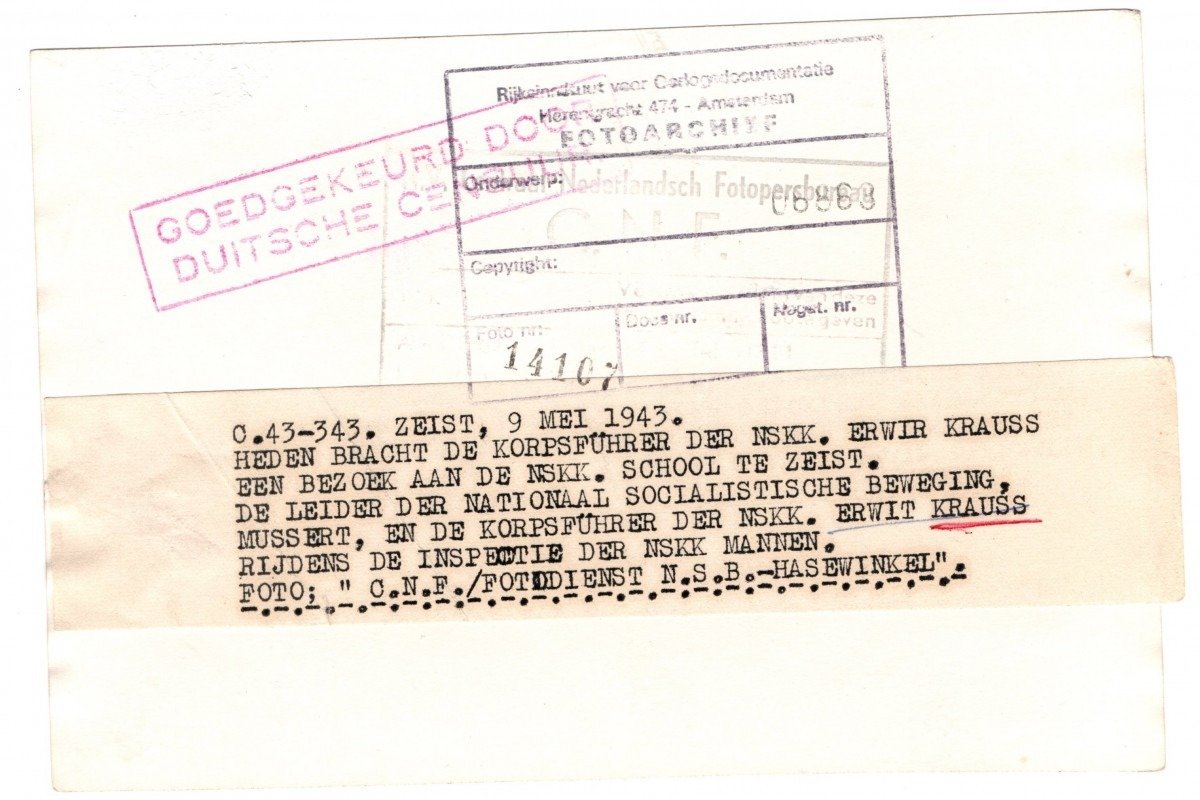 Rijksinstituut voor Oorlogsdocumentatie
Herengracht 474 - Amsterdam
FOTOARCHIEF
GOEDGEKEURD DOOR
DUITSCHE CENSUUR
Onderwerp:
Nederlandsch Fotopersbureau
C.N.F.
Copyright:
Foto nr:
14107
Docs nr.
Negat. nr.
C.43-343. ZEIST, 9 MEI 1943.
HEDEN BRACHT DE KORPSFÜHRER DER NSKK. ERWIR KRAUSS
EEN BEZOEK AAN DE NSKK. SCHOOL TE ZEIST.
DE LEIDER DER NATIONAAL SOCIALISTISCHE BEWEGING,
MUSSERT, EN DE KORPSFÜHRER DER NSKK. ERWIT KRAUSS
RIJDENS DE INSPECTIE DER NSKK MANNEN.
FOTO; " C.N.F./FOTODIENST N.S.B.-HASEWINKEL".